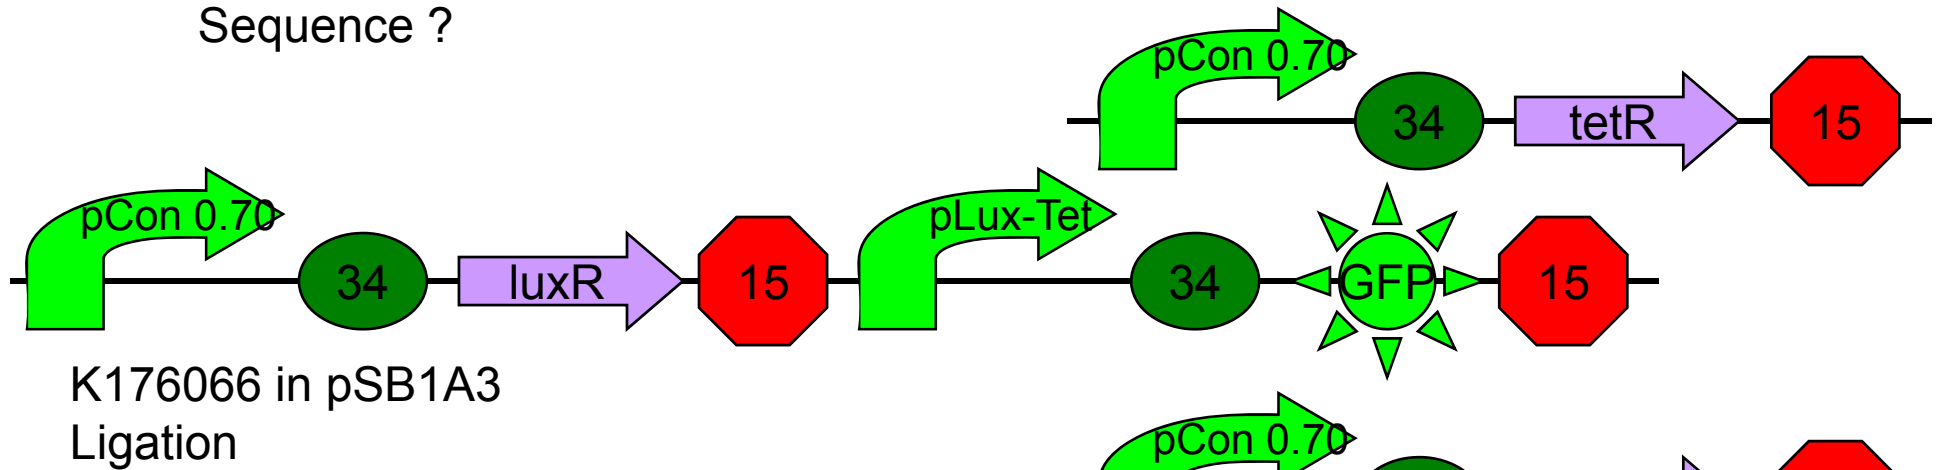 Sequence ?
pCon 0.70
34
tetR
15
pCon 0.70
34
luxR
15
pLux-Tet
34
GFP
15
K176066 in pSB1A3
Ligation
pCon 0.70